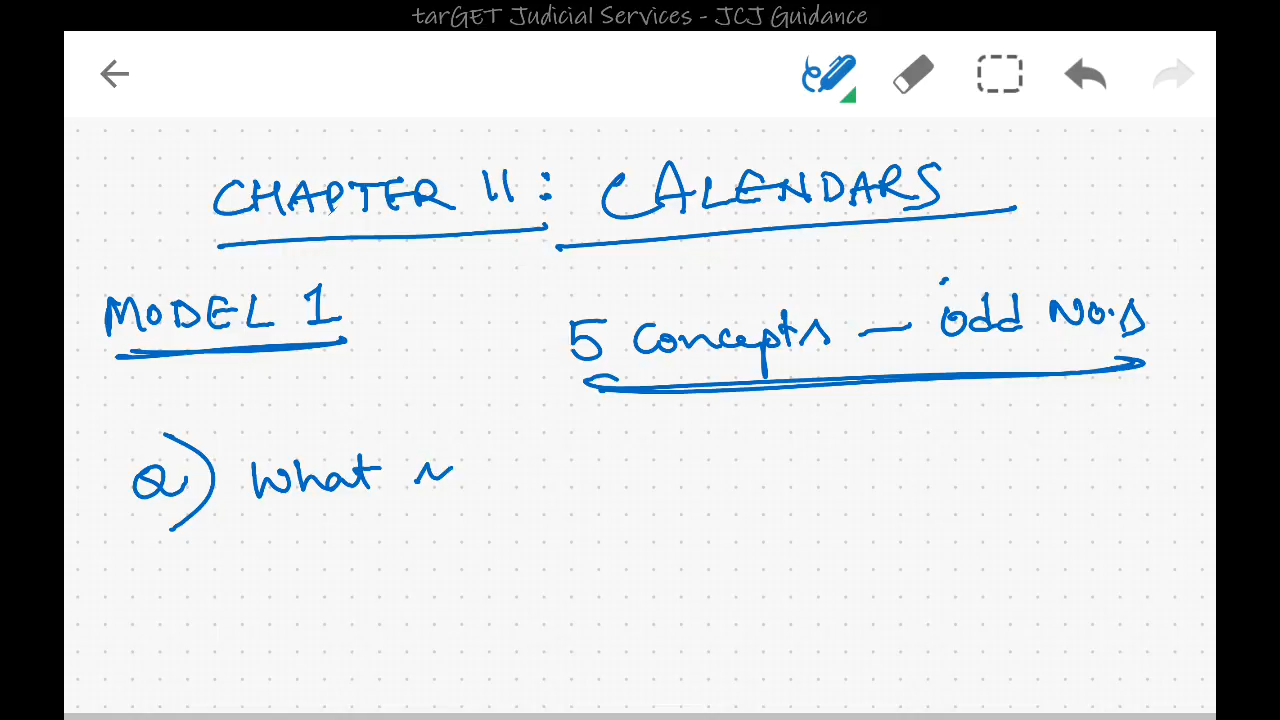 tarGET Judicial Services - JCJ Guidance
CHAPTER 11: CALENDARS
MODEL 1
5 Concepts — Odd No.s
Q) What